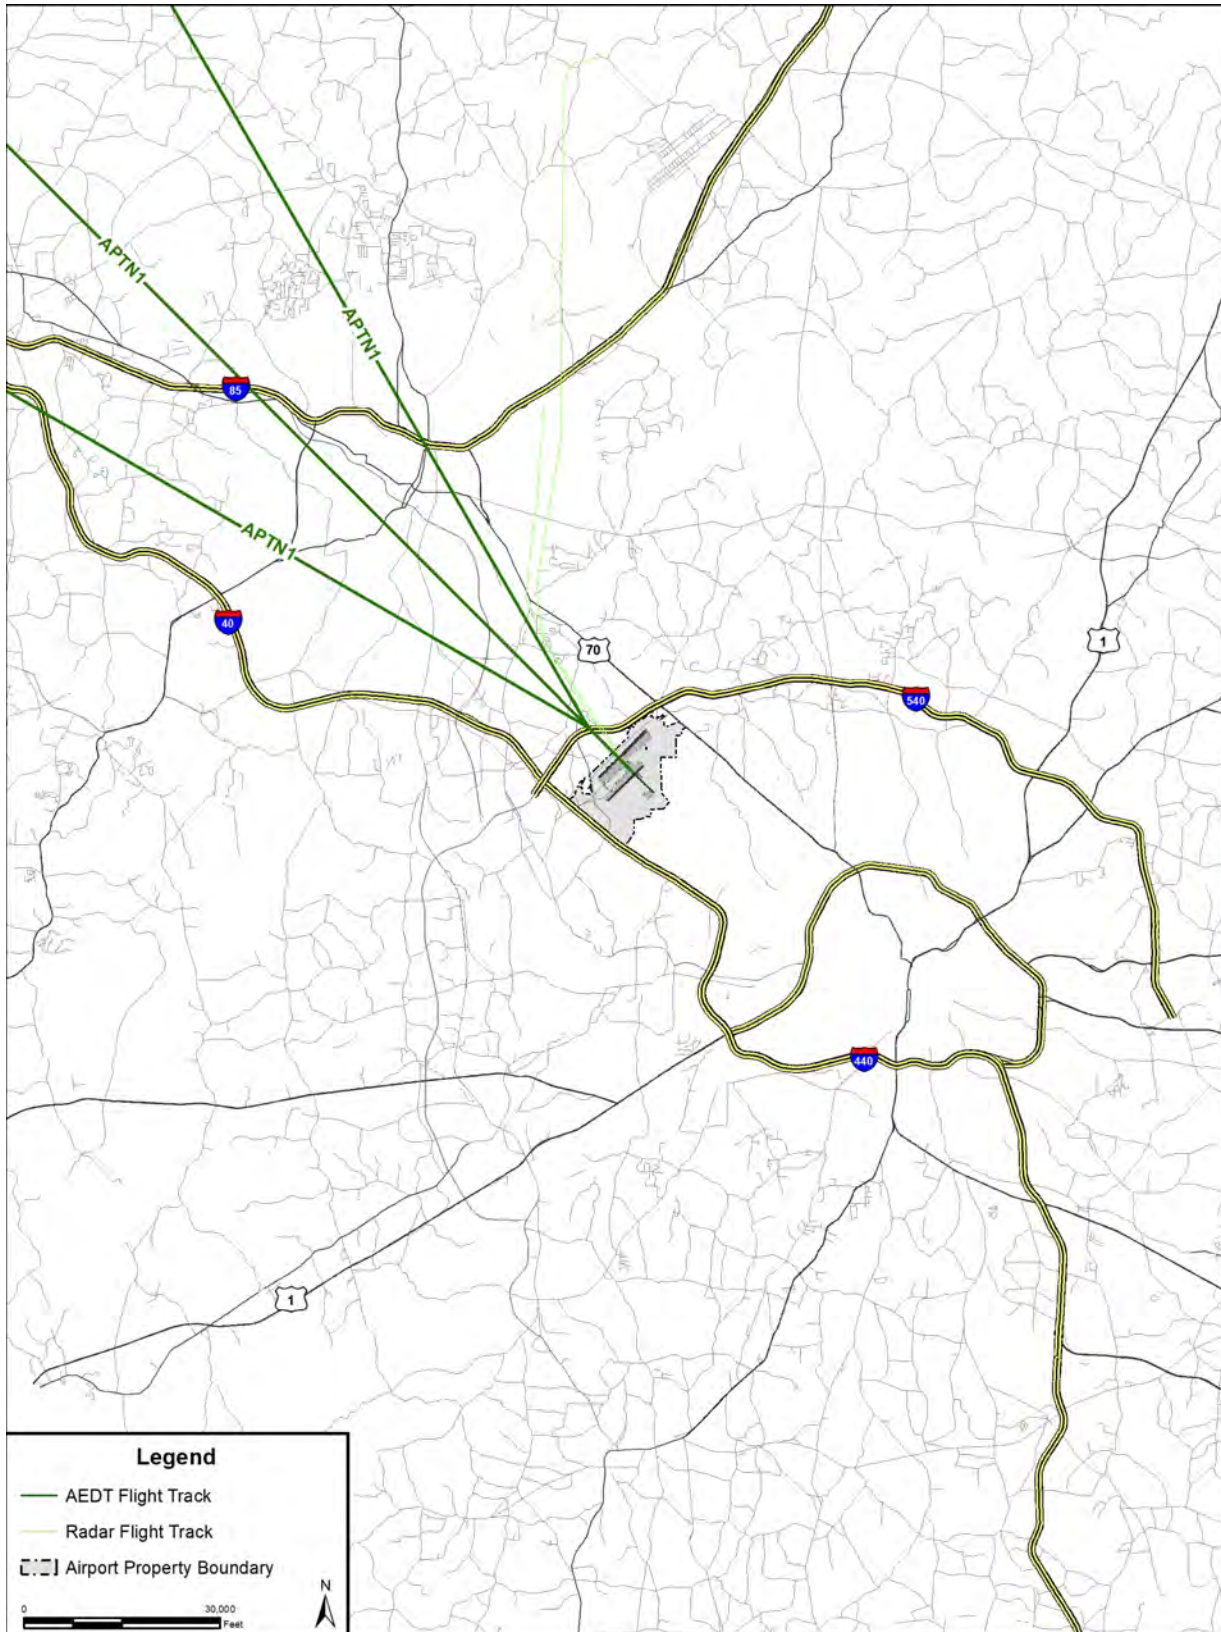 APTN1
APTN1
85
APTN1
40
70
1
540
440
1
Legend
AEDT Flight Track
Radar Flight Track
Airport Property Boundary
N
0 30,000
Feet